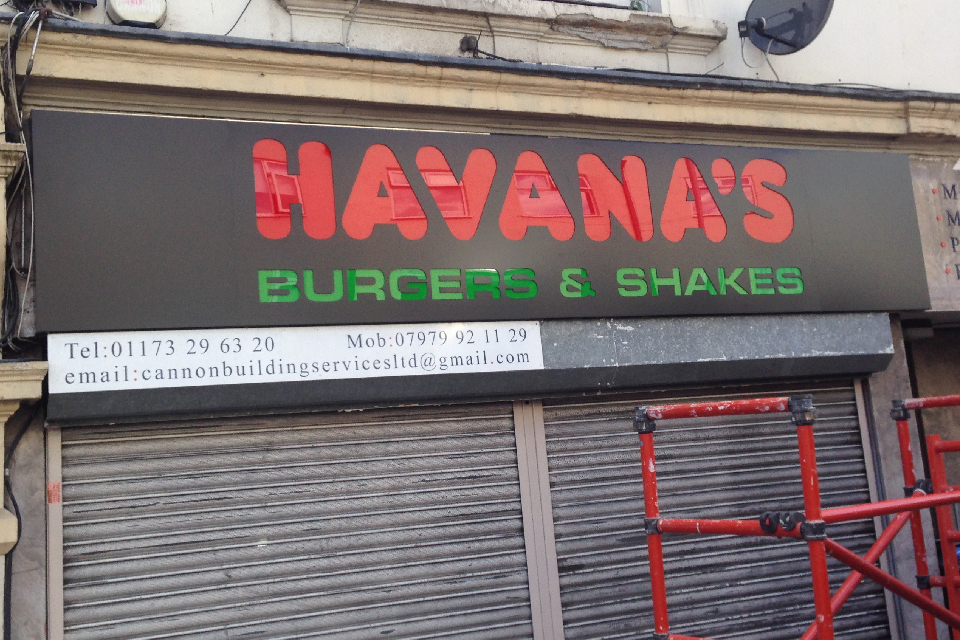 HAVANA'S
BURGERS & SHAKES
Tel:01173 29 63 20 Mob:07979 92 11 29
email:cannonbuildingservicesltd@gmail.com